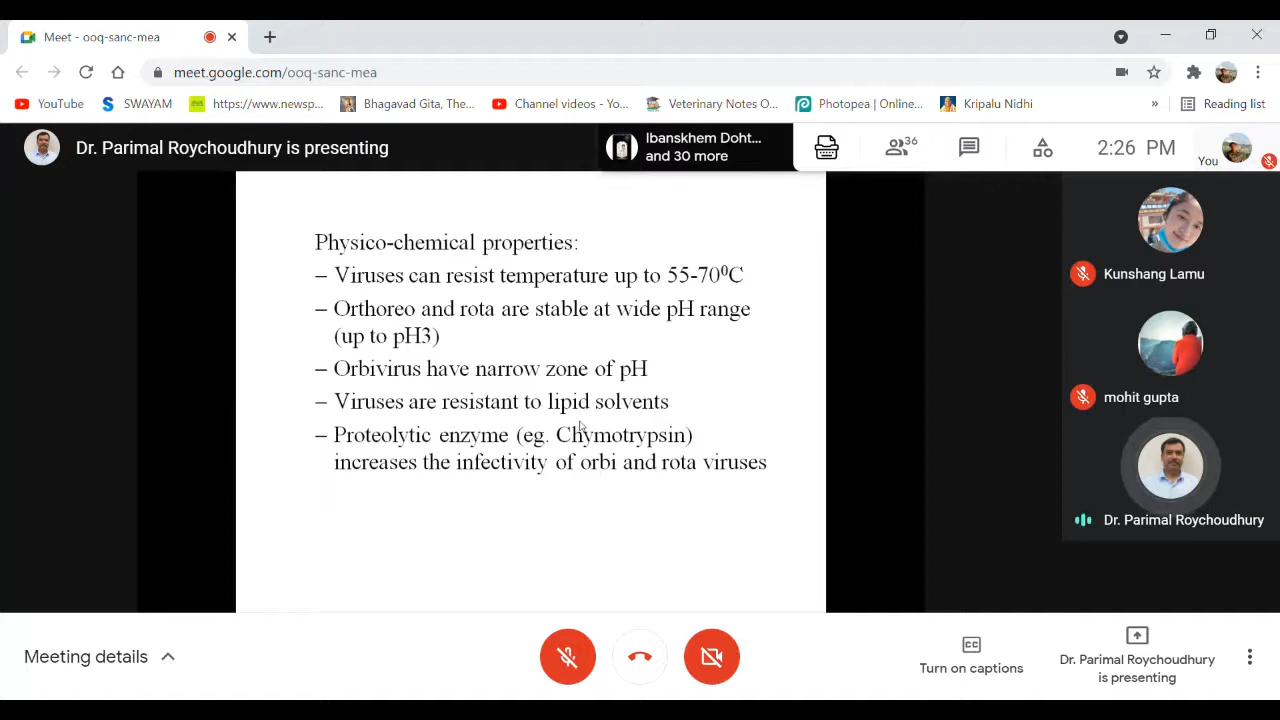 Meet - ooq-sanc-mea
meet.google.com/ooq-sanc-mea
YouTube
SWAYAM
https://www.newsp...
Bhagavad Gita, The...
Channel videos - Yo...
Veterinary Notes O...
Photopea | Online...
Kripalu Nidhi
»
Reading list
Dr. Parimal Roychoudhury is presenting
Ibanskhem Doht...
and 30 more
36
2:26 PM
You
Physico-chemical properties:
– Viruses can resist temperature up to 55-70⁰C
– Orthoreo and rota are stable at wide pH range
(up to pH3)
– Orbivirus have narrow zone of pH
– Viruses are resistant to lipid solvents
– Proteolytic enzyme (eg. Chymotrypsin)
increases the infectivity of orbi and rota viruses
Kunshang Lamu
mohit gupta
Dr. Parimal Roychoudhury
Meeting details
CC
Turn on captions
Dr. Parimal Roychoudhury
is presenting